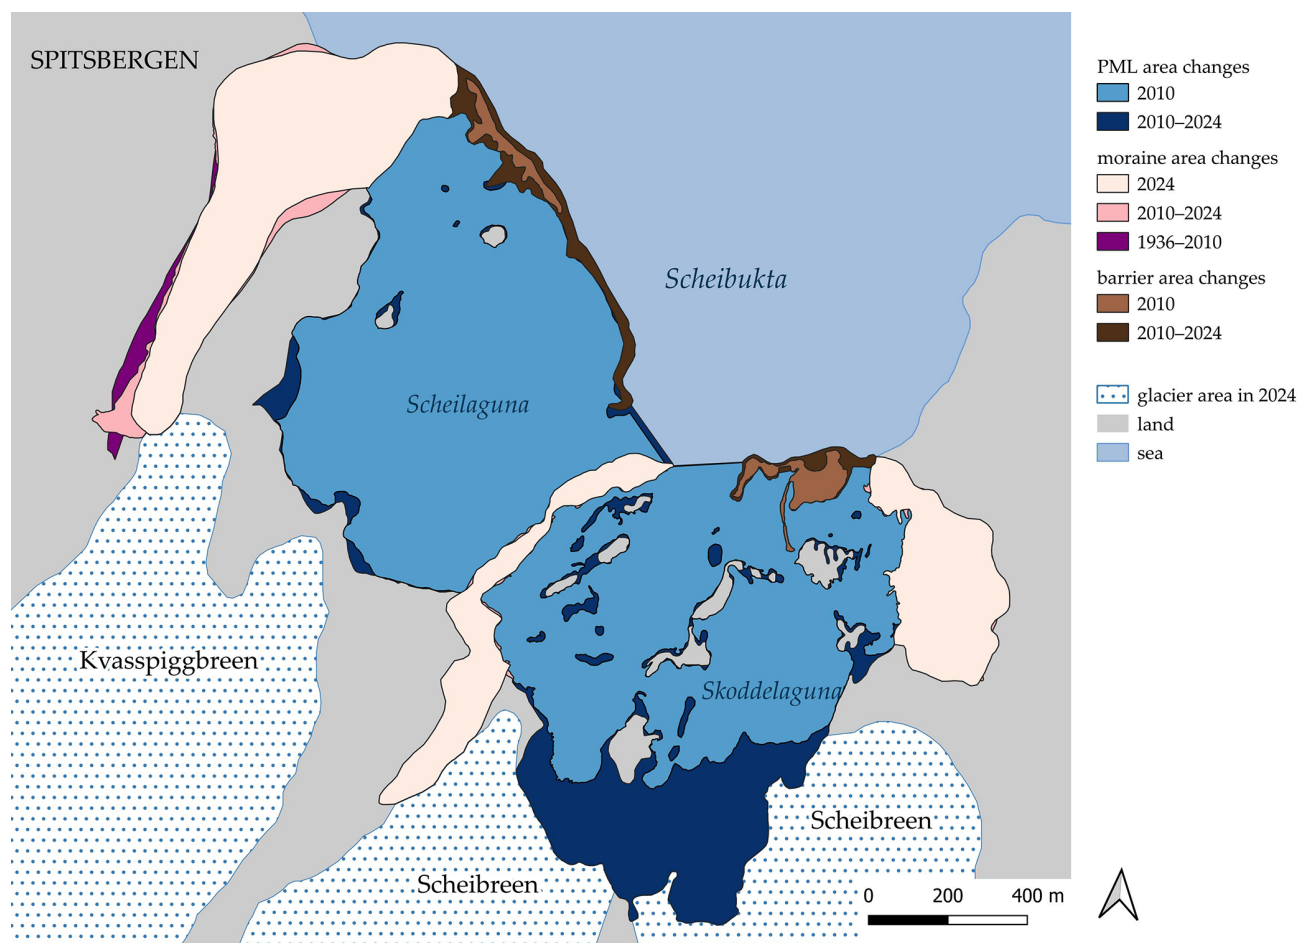 SPITSBERGEN
Scheibukta
Scheilaguna
Kvasspiggbreen
Skoddelaguna
Scheibreen
Scheibreen
0 200 400 m
PML area changes
2010
2010–2024
moraine area changes
2024
2010–2024
1936–2010
barrier area changes
2010
2010–2024
glacier area in 2024
land
sea